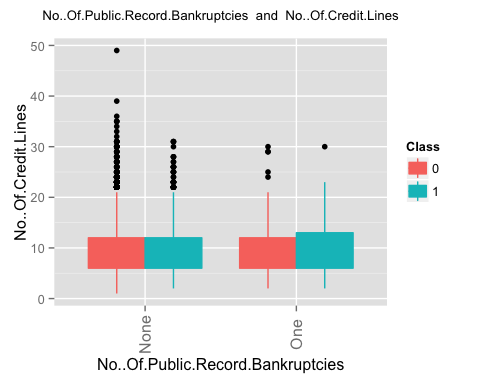 No..Of.Public.Record.Bankruptcies and No..Of.Credit.Lines
50
40
30
20
10
0
No..Of.Credit.Lines
None
One
No..Of.Public.Record.Bankruptcies
Class
0
1